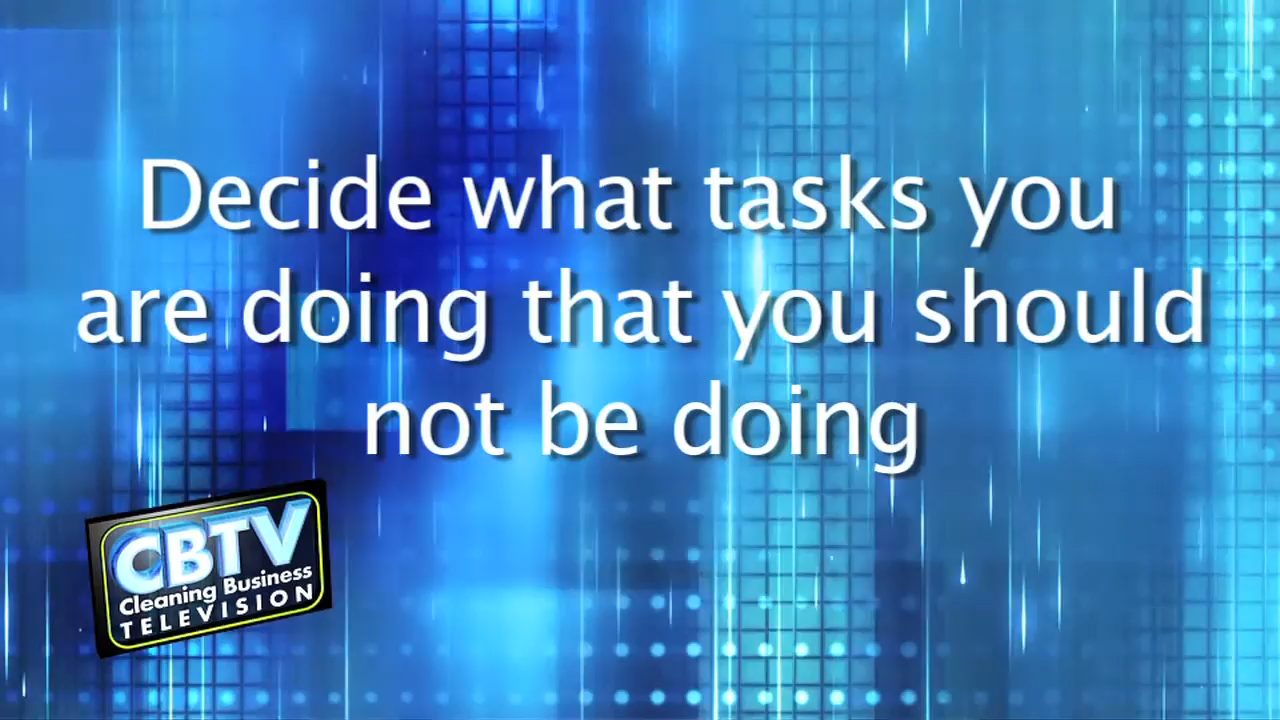 Decide what tasks you
are doing that you should
not be doing
CBTV
Cleaning Business
TELEVISION